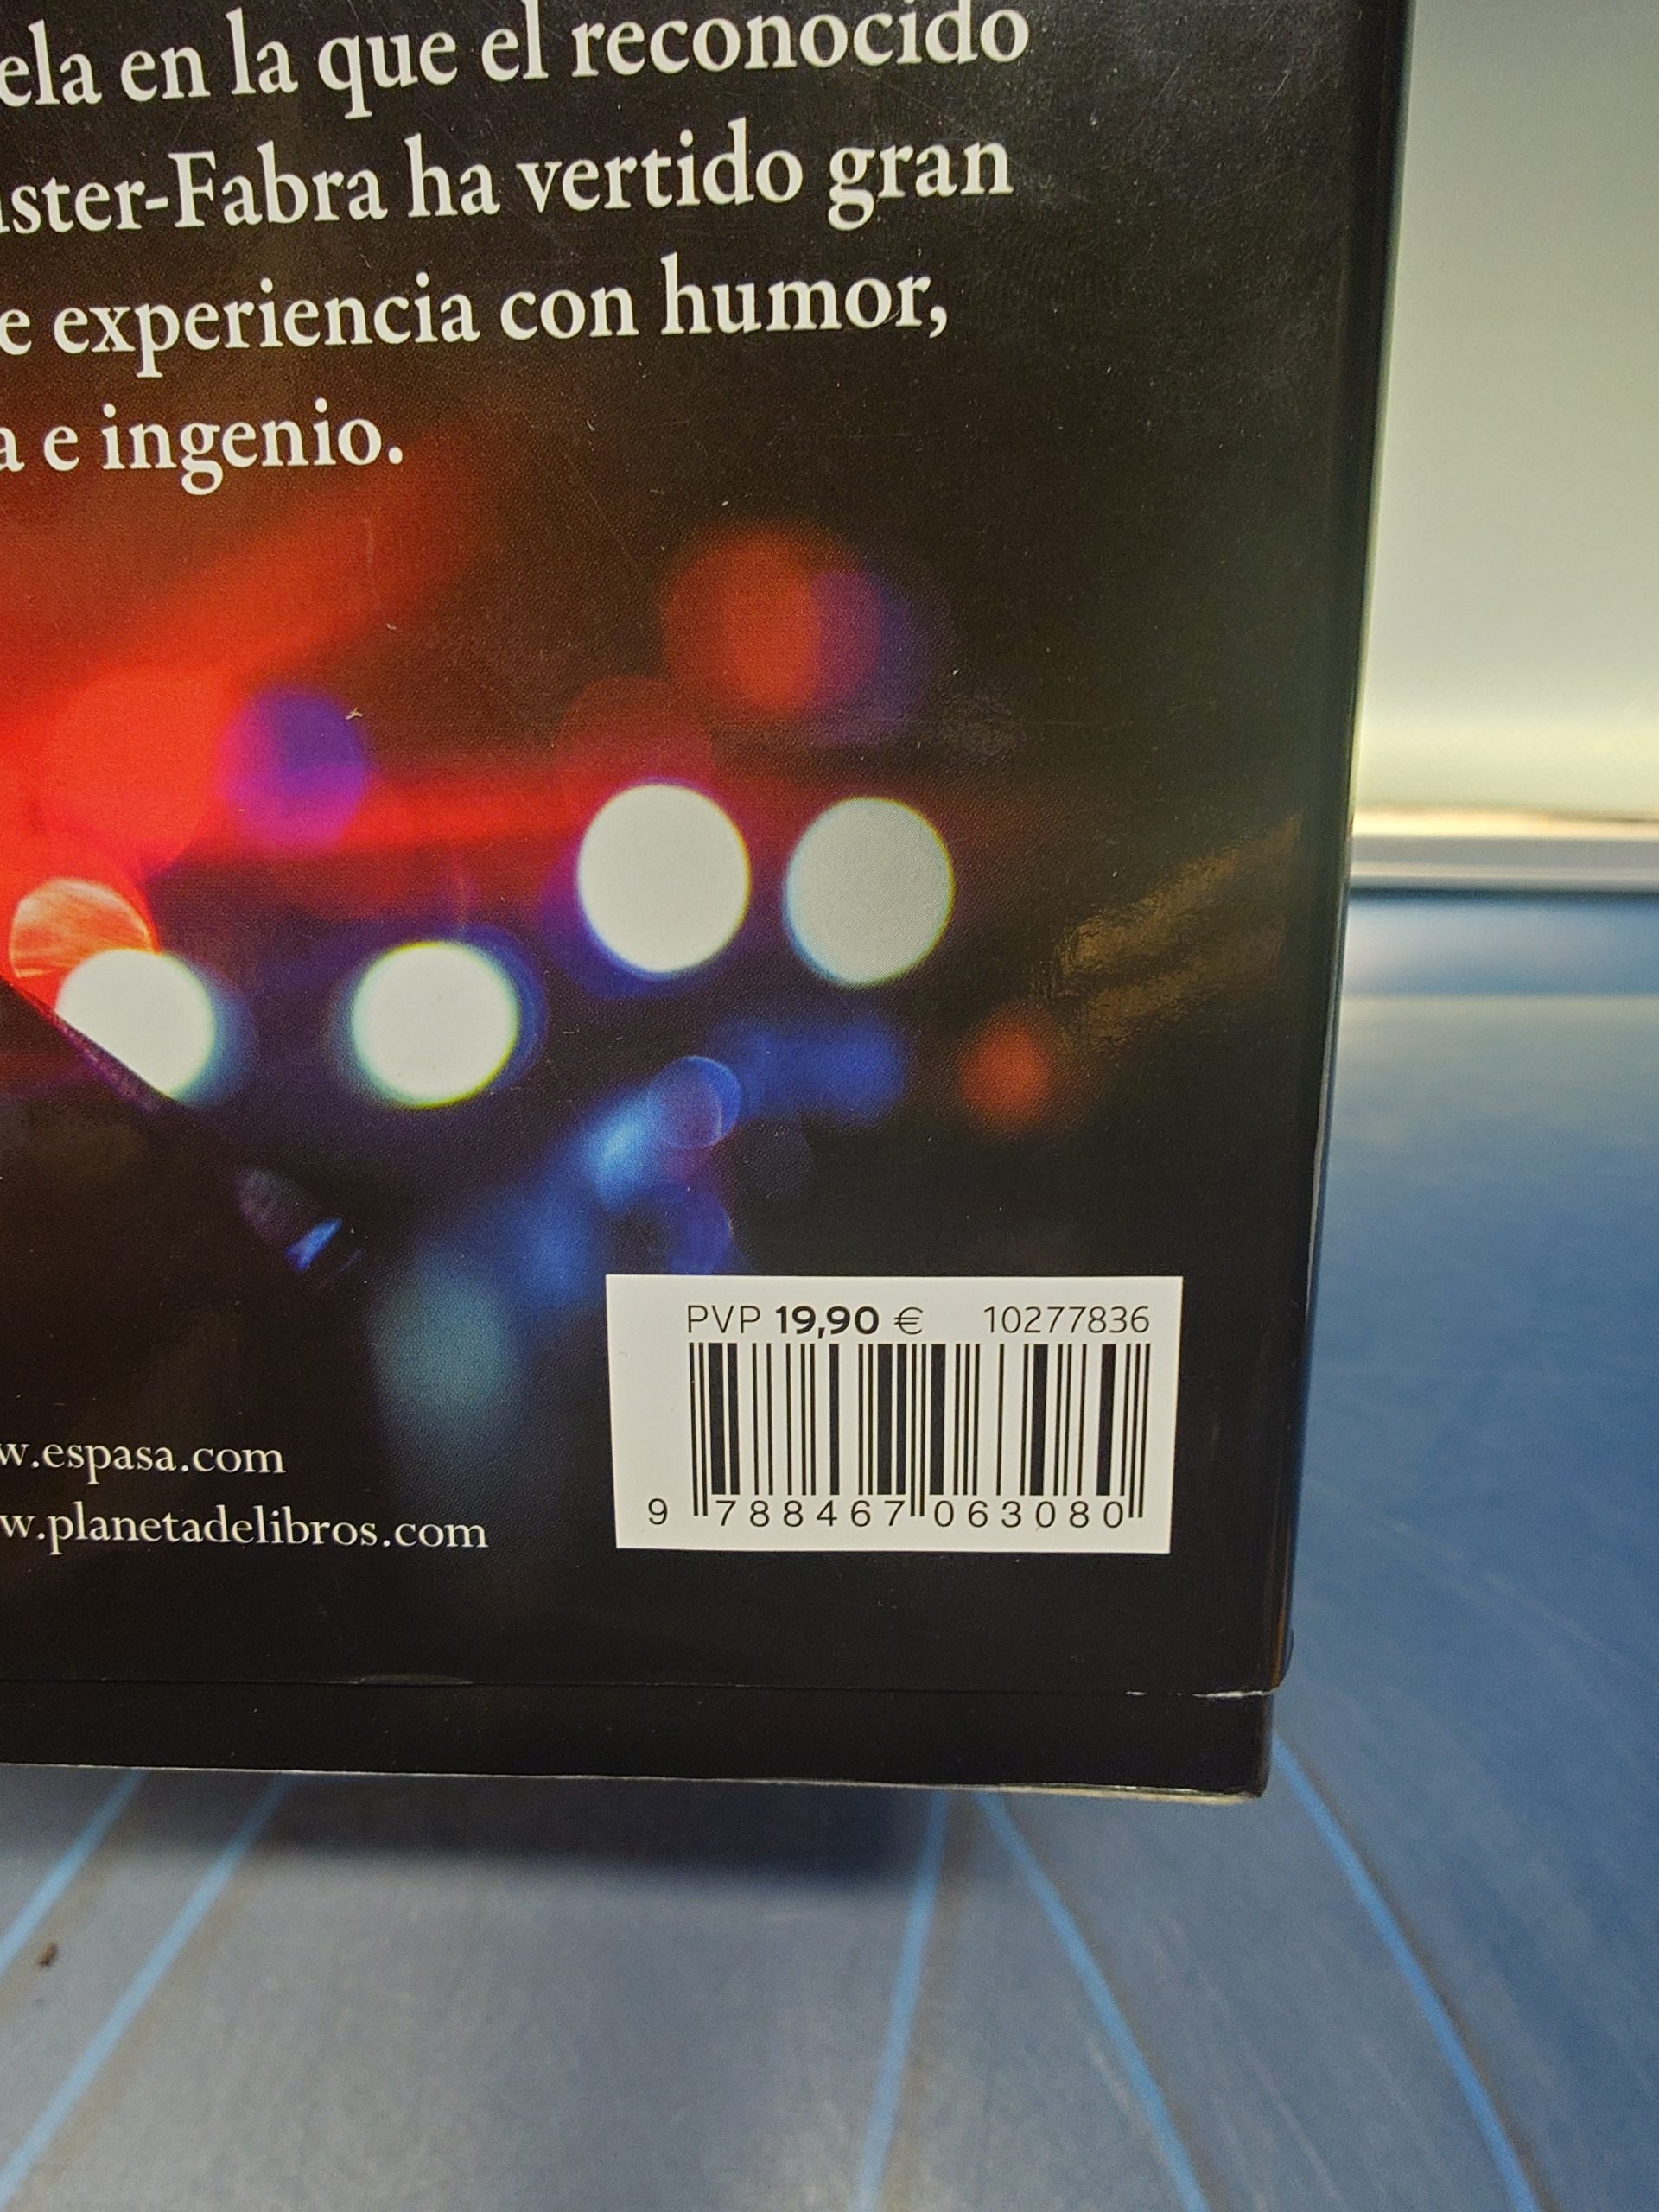 ela en la que el reconocido
uster-Fabra ha vertido gran
e experiencia con humor,
a e ingenio.
PVP 19,90 € 10277836
9 788467 063080
w.espasa.com
w.planetadelibros.com